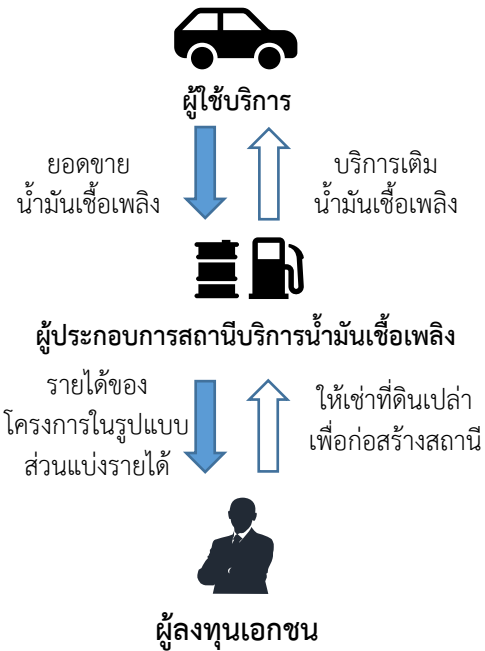 ผู้ใช้บริการ
ยอดขาย
น้ำมันเชื้อเพลิง
บริการเติม
น้ำมันเชื้อเพลิง
ผู้ประกอบการสถานีบริการน้ำมันเชื้อเพลิง
รายได้ของ
โครงการในรูปแบบ
ส่วนแบ่งรายได้
ให้เช่าที่ดินเปล่า
เพื่อก่อสร้างสถานี
ผู้ลงทุนเอกชน